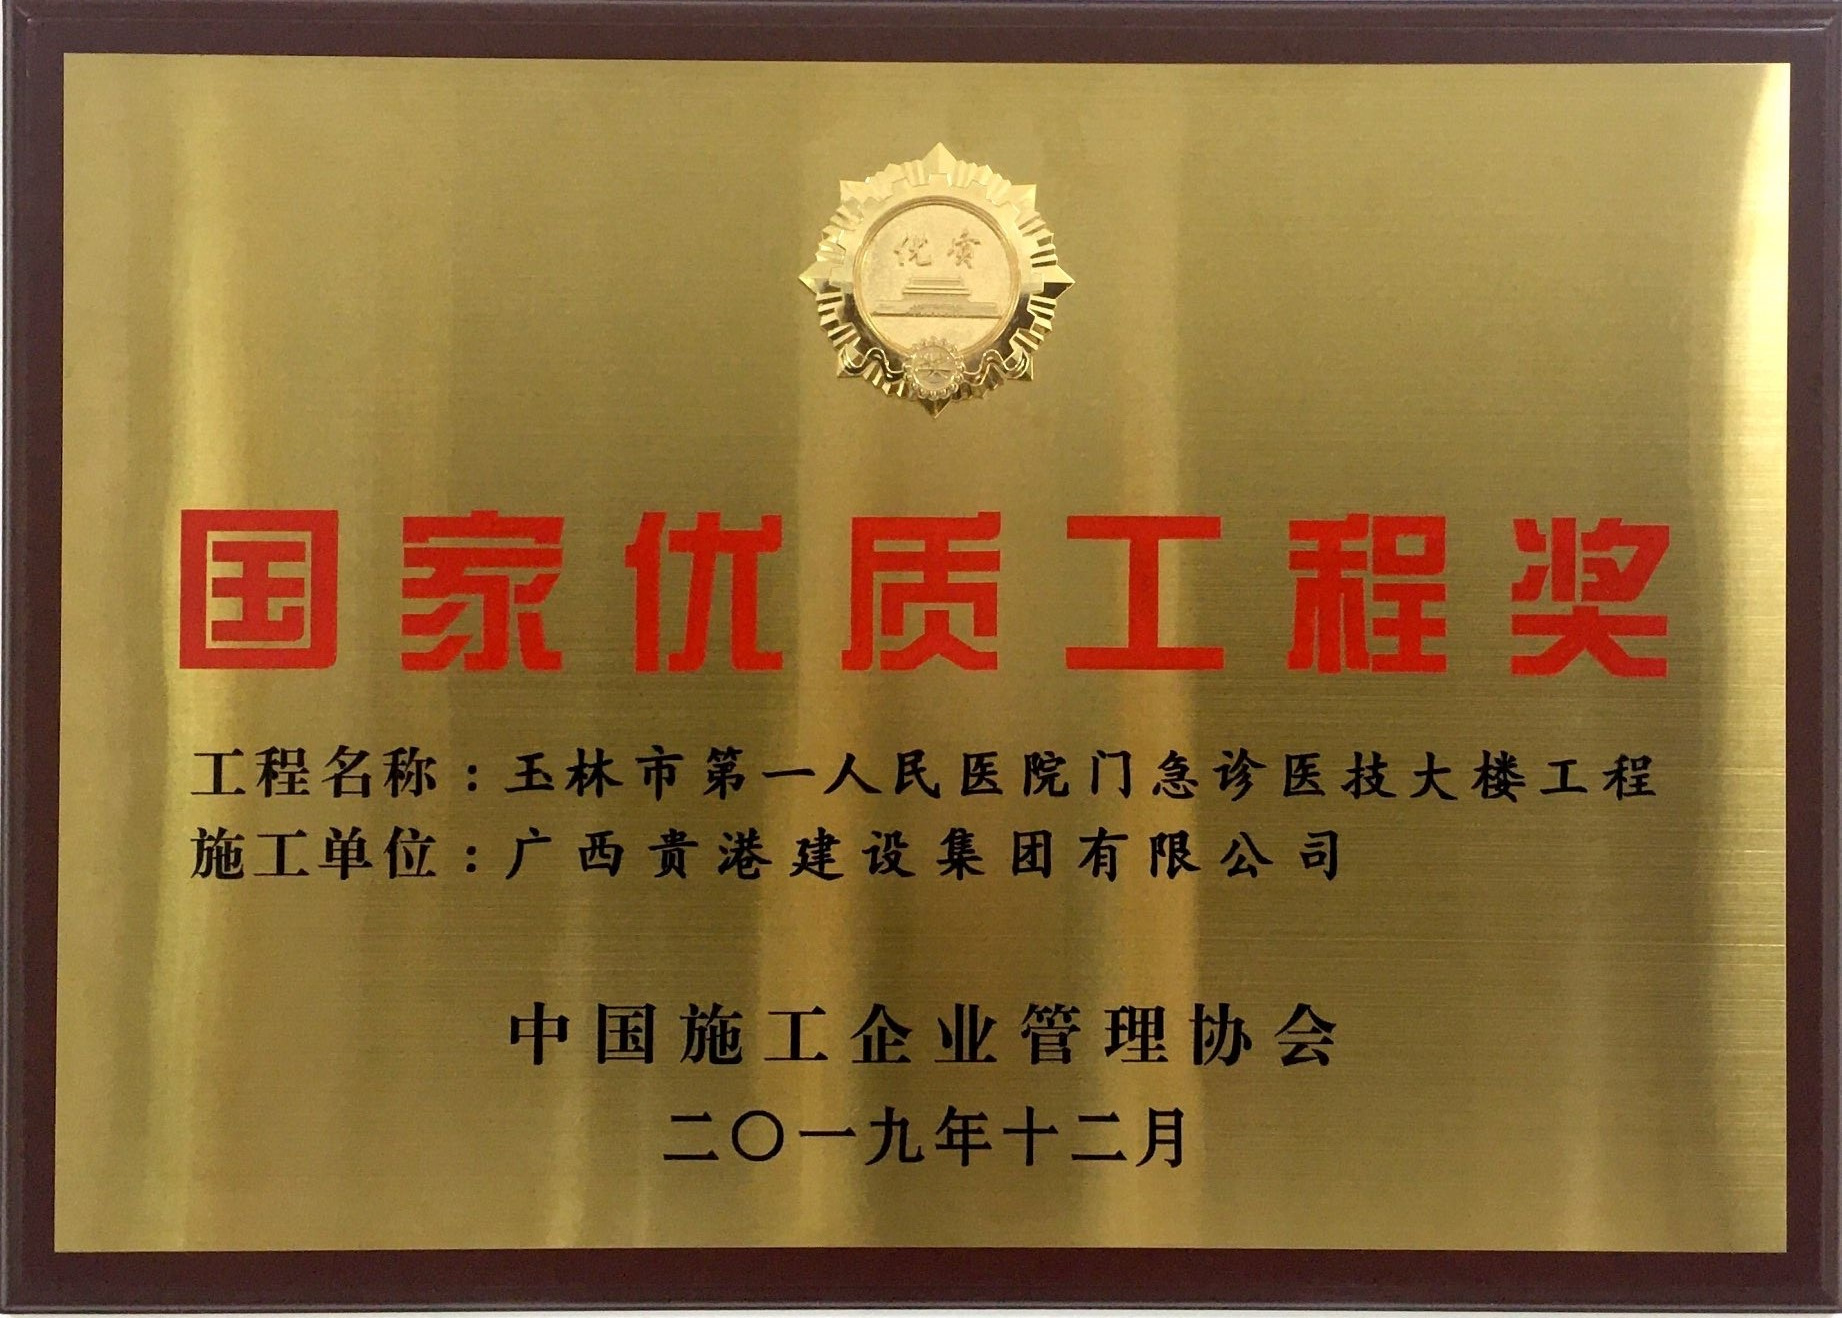 优质
国家优质工程奖
工程名称：玉林市第一人民医院门急诊医技大楼工程
施工单位：广西贵港建设集团有限公司
中国施工企业管理协会
二〇一九年十二月